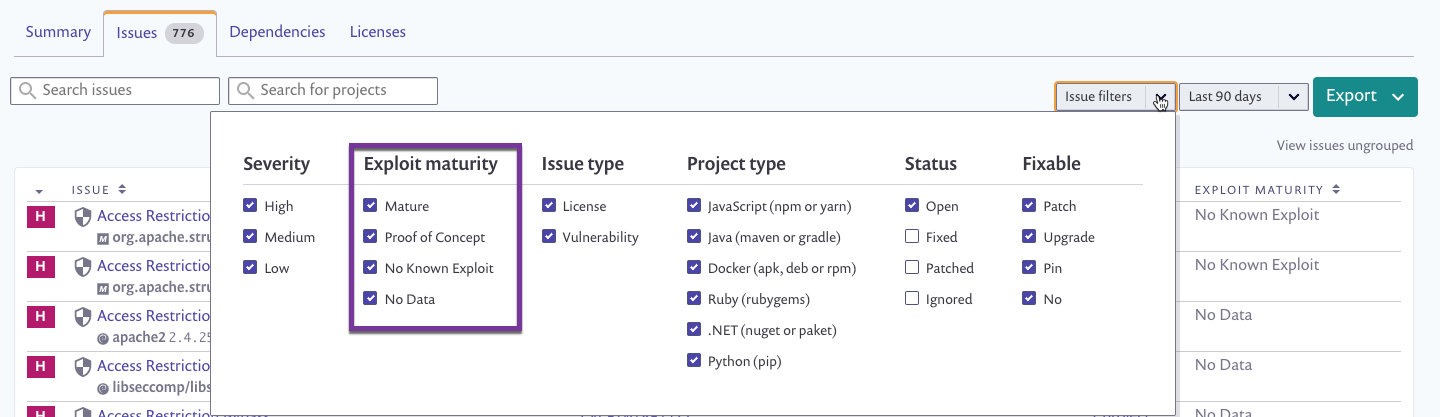 Summary Issues 776 Dependencies Licenses
Search issues Search for projects Issue filters Last 90 days Export
View issues ungrouped
Severity Exploit maturity Issue type Project type Status Fixable
High Mature License JavaScript (npm or yarn) Open Patch
Medium Proof of Concept Vulnerability Java (maven or gradle) Fixed Upgrade
Low No Known Exploit Docker (apk, deb or rpm) Patched Pin
No Data Ruby (rubygems) Ignored No
.NET (nuget or paket)
Python (pip)
ISSUE EXPLOIT MATURITY
H Access Restrictio No Known Exploit
M org.apache.stru
H Access Restrictio No Known Exploit
M org.apache.stru
H Access Restrictio No Data
apache2 2.4.25
H Access Restrictio No Data
libseccomp/libs
H Access Restriction No Data